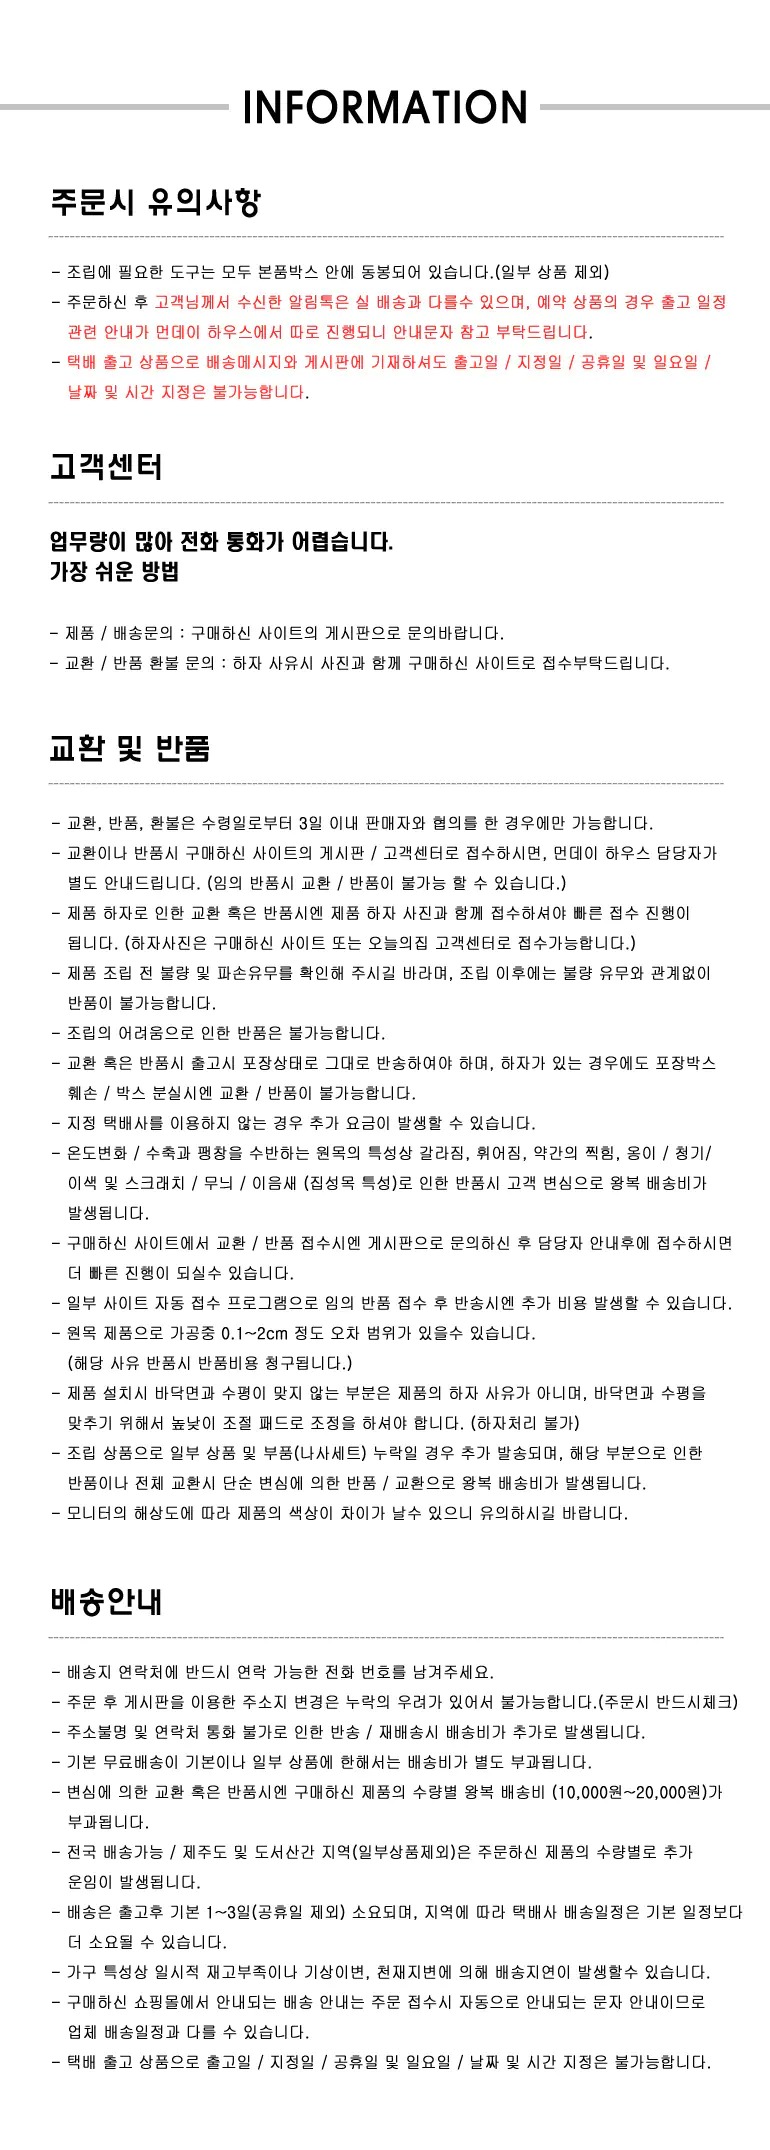 INFORMATION
주문시 유의사항
- 조립에 필요한 도구는 모두 본품박스 안에 동봉되어 있습니다.(일부 상품 제외)
- 주문하신 후 고객님께서 수신한 알림톡은 실 배송과 다를수 있으며, 예약 상품의 경우 출고 일정
관련 안내가 먼데이 하우스에서 따로 진행되니 안내문자 참고 부탁드립니다.
- 택배 출고 상품으로 배송메시지와 게시판에 기재하셔도 출고일 / 지정일 / 공휴일 및 일요일 /
날짜 및 시간 지정은 불가능합니다.
고객센터
업무량이 많아 전화 통화가 어렵습니다.
가장 쉬운 방법
- 제품 / 배송문의 : 구매하신 사이트의 게시판으로 문의바랍니다.
- 교환 / 반품 환불 문의 : 하자 사유시 사진과 함께 구매하신 사이트로 접수부탁드립니다.
교환 및 반품
- 교환, 반품, 환불은 수령일로부터 3일 이내 판매자와 협의를 한 경우에만 가능합니다.
- 교환이나 반품시 구매하신 사이트의 게시판 / 고객센터로 접수하시면, 먼데이 하우스 담당자가
별도 안내드립니다. (임의 반품시 교환 / 반품이 불가능 할 수 있습니다.)
- 제품 하자로 인한 교환 혹은 반품시엔 제품 하자 사진과 함께 접수하셔야 빠른 접수 진행이
됩니다. (하자사진은 구매하신 사이트 또는 오늘의집 고객센터로 접수가능합니다.)
- 제품 조립 전 불량 및 파손유무를 확인해 주시길 바라며, 조립 이후에는 불량 유무와 관계없이
반품이 불가능합니다.
- 조립의 어려움으로 인한 반품은 불가능합니다.
- 교환 혹은 반품시 출고시 포장상태로 그대로 반송하여야 하며, 하자가 있는 경우에도 포장박스
훼손 / 박스 분실시엔 교환 / 반품이 불가능합니다.
- 지정 택배사를 이용하지 않는 경우 추가 요금이 발생할 수 있습니다.
- 온도변화 / 수축과 팽창을 수반하는 원목의 특성상 갈라짐, 휘어짐, 약간의 찍힘, 옹이 / 청기/
이색 및 스크래치 / 무늬 / 이음새 (집성목 특성)로 인한 반품시 고객 변심으로 왕복 배송비가
발생됩니다.
- 구매하신 사이트에서 교환 / 반품 접수시엔 게시판으로 문의하신 후 담당자 안내후에 접수하시면
더 빠른 진행이 되실수 있습니다.
- 일부 사이트 자동 접수 프로그램으로 임의 반품 접수 후 반송시엔 추가 비용 발생할 수 있습니다.
- 원목 제품으로 가공중 0.1~2cm 정도 오차 범위가 있을수 있습니다.
(해당 사유 반품시 반품비용 청구됩니다.)
- 제품 설치시 바닥면과 수평이 맞지 않는 부분은 제품의 하자 사유가 아니며, 바닥면과 수평을
맞추기 위해서 높낮이 조절 패드로 조정을 하셔야 합니다. (하자처리 불가)
- 조립 상품으로 일부 상품 및 부품(나사세트) 누락일 경우 추가 발송되며, 해당 부분으로 인한
반품이나 전체 교환시 단순 변심에 의한 반품 / 교환으로 왕복 배송비가 발생됩니다.
- 모니터의 해상도에 따라 제품의 색상이 차이가 날수 있으니 유의하시길 바랍니다.
배송안내
- 배송지 연락처에 반드시 연락 가능한 전화 번호를 남겨주세요.
- 주문 후 게시판을 이용한 주소지 변경은 누락의 우려가 있어서 불가능합니다.(주문시 반드시체크)
- 주소불명 및 연락처 통화 불가로 인한 반송 / 재배송시 배송비가 추가로 발생됩니다.
- 기본 무료배송이 기본이나 일부 상품에 한해서는 배송비가 별도 부과됩니다.
- 변심에 의한 교환 혹은 반품시엔 구매하신 제품의 수량별 왕복 배송비 (10,000원~20,000원)가
부과됩니다.
- 전국 배송가능 / 제주도 및 도서산간 지역(일부상품제외)은 주문하신 제품의 수량별로 추가
운임이 발생됩니다.
- 배송은 출고후 기본 1~3일(공휴일 제외) 소요되며, 지역에 따라 택배사 배송일정은 기본 일정보다
더 소요될 수 있습니다.
- 가구 특성상 일시적 재고부족이나 기상이변, 천재지변에 의해 배송지연이 발생할수 있습니다.
- 구매하신 쇼핑몰에서 안내되는 배송 안내는 주문 접수시 자동으로 안내되는 문자 안내이므로
업체 배송일정과 다를 수 있습니다.
- 택배 출고 상품으로 출고일 / 지정일 / 공휴일 및 일요일 / 날짜 및 시간 지정은 불가능합니다.